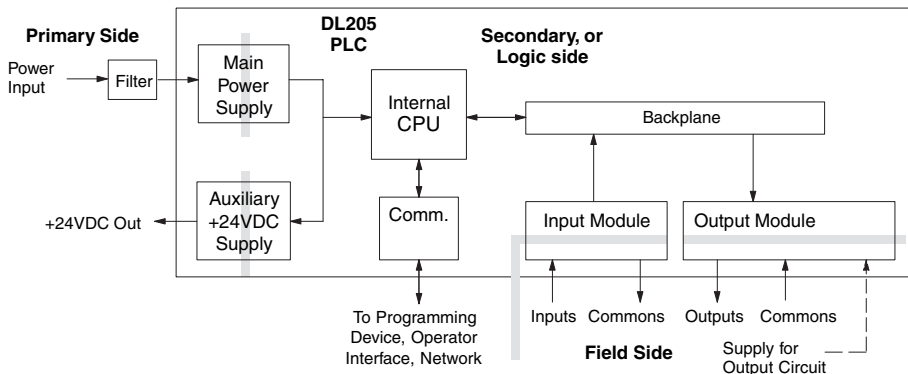 Primary Side
Power
Input
Filter
Main
Power
Supply
DL205
PLC
Secondary, or
Logic side
Internal
CPU
Backplane
Auxiliary
+24VDC
Supply
+24VDC Out
Comm.
Input Module
Output Module
To Programming
Device, Operator
Interface, Network
Inputs
Commons
Outputs
Commons
Field Side
Supply for
Output Circuit